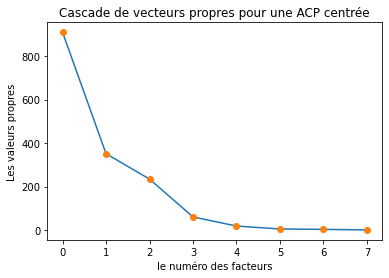 Cascade de vecteurs propres pour une ACP centrée
800
600
400
200
0
Les valeurs propres
0 1 2 3 4 5 6 7
le numéro des facteurs